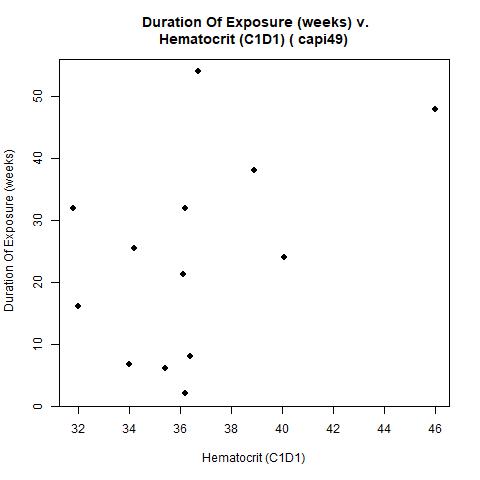 Duration Of Exposure (weeks) v.
Hematocrit (C1D1) ( capi49)
Duration Of Exposure (weeks)
50
40
30
20
10
0
32 34 36 38 40 42 44 46
Hematocrit (C1D1)